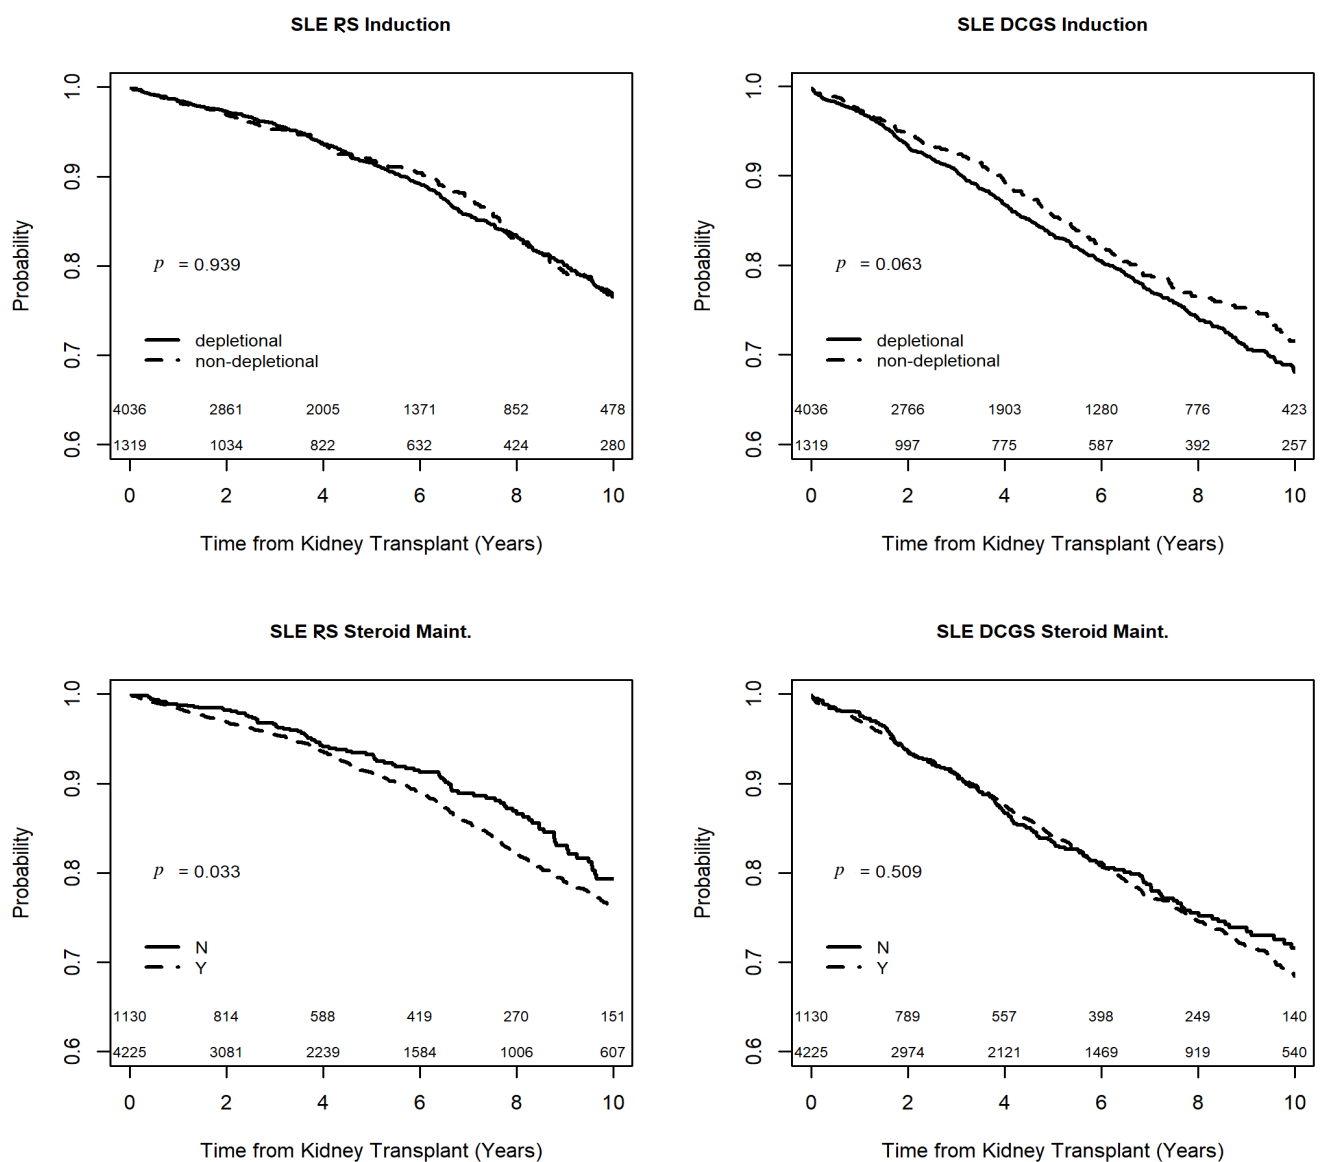 SLE RS Induction
1.0
0.9
0.8
0.7
0.6
Probability
p = 0.939
depletional
non-depletional
4036 2861 2005 1371 852 478
1319 1034 822 632 424 280
0 2 4 6 8 10
Time from Kidney Transplant (Years)
SLE DCGS Induction
1.0
0.9
0.8
0.7
0.6
Probability
p = 0.063
depletional
non-depletional
4036 2766 1903 1280 776 423
1319 997 775 587 392 257
0 2 4 6 8 10
Time from Kidney Transplant (Years)
SLE RS Steroid Maint.
1.0
0.9
0.8
0.7
0.6
Probability
p = 0.033
N
Y
1130 814 588 419 270 151
4225 3081 2239 1584 1006 607
0 2 4 6 8 10
Time from Kidney Transplant (Years)
SLE DCGS Steroid Maint.
1.0
0.9
0.8
0.7
0.6
Probability
p = 0.509
N
Y
1130 789 557 398 249 140
4225 2974 2121 1469 919 540
0 2 4 6 8 10
Time from Kidney Transplant (Years)